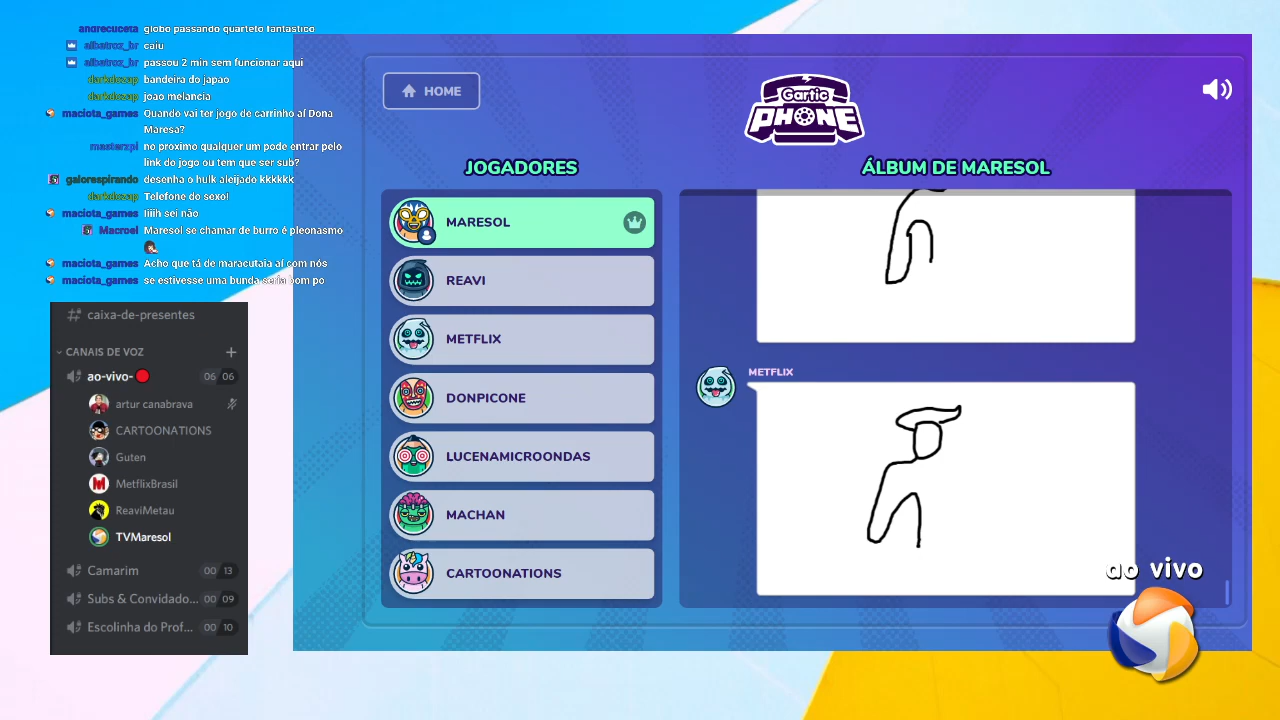 andrecuceta globo passando quarteto fantastico
albatroz_br caiu
albatroz_br passou 2 min sem funcionar aqui
darkdozap bandeira do japao
darkdozap joao melancia
maciota_games Quando vai ter jogo de carrinho aí Dona
Maresa?
masterzpl no proximo qualquer um pode entrar pelo
link do jogo ou tem que ser sub?
galorespirando desenha o hulk aleijado kkkkkk
darkdozap Telefone do sexo!
maciota_games Iiiih sei não
Macroel Maresol se chamar de burro é pleonasmo
maciota_games Acho que tá de maracutaia aí com nós
maciota_games se estivesse uma bunda seria bom po
# caixa-de-presentes
CANAIS DE VOZ +
ao-vivo- 06 06
artur canabrava
CARTOONATIONS
Guten
MetflixBrasil
ReaviMetau
TVMaresol
Camarim 00 13
Subs & Convidado... 00 09
Escolinha do Prof... 00 10
HOME
Gartic
PHONE
JOGADORES
MARESOL
REAVI
METFLIX
DONPICONE
LUCENAMICROONDAS
MACHAN
CARTOONATIONS
ÁLBUM DE MARESOL
METFLIX
ao vivo